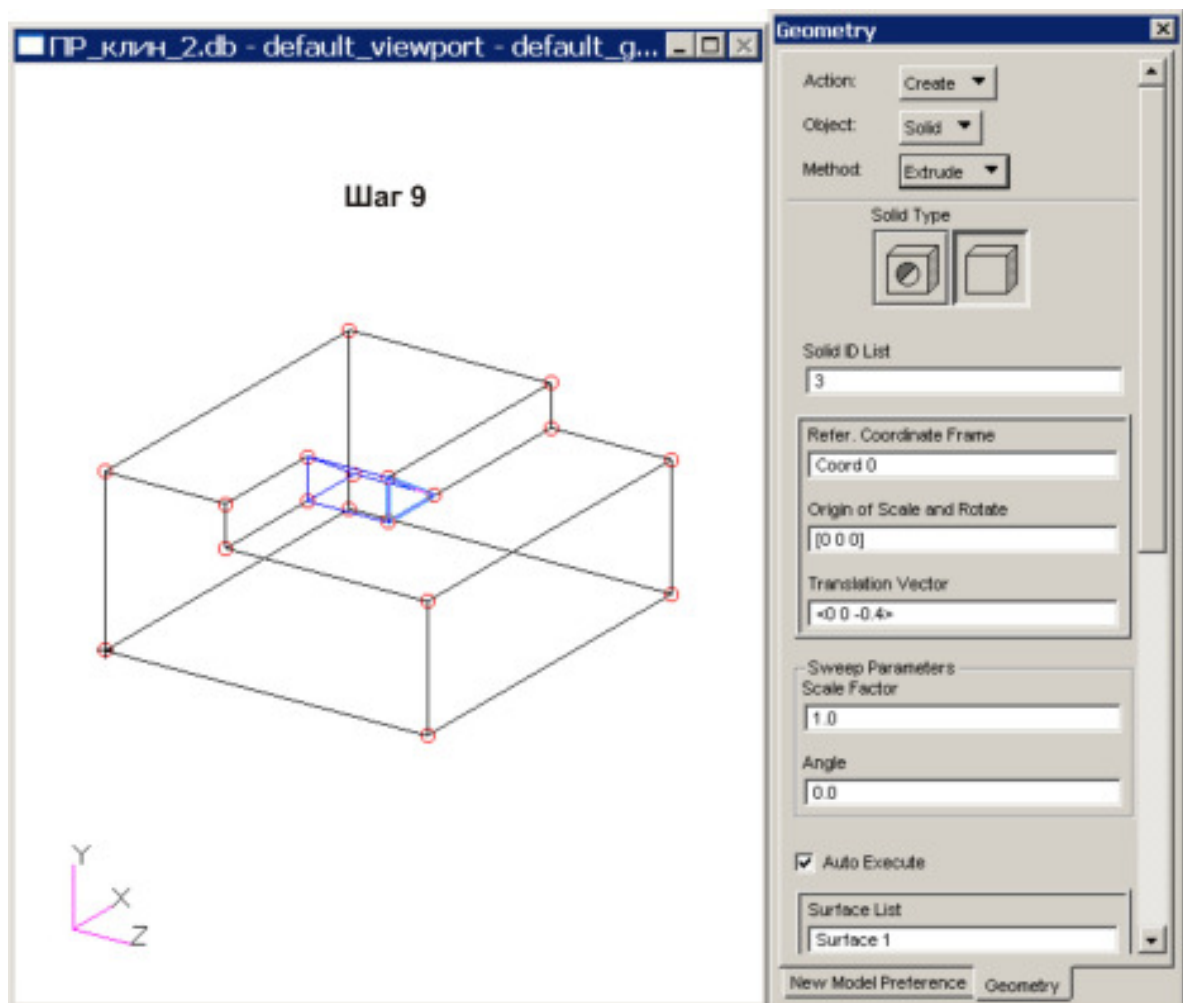 ПР_клин_2.db - default_viewport - default_g...
Шаг 9
Y
X
Z
Geometry
Action: Create
Object: Solid
Method: Extrude
Solid Type
Solid ID List
3
Refer. Coordinate Frame
Coord 0
Origin of Scale and Rotate
[0 0 0]
Translation Vector
<0 0 -0.4>
Sweep Parameters
Scale Factor
1.0
Angle
0.0
Auto Execute
Surface List
Surface 1
New Model Preference
Geometry